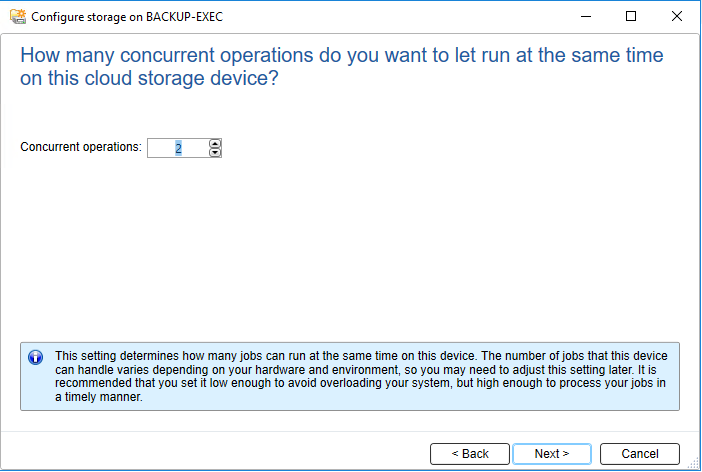 Configure storage on BACKUP-EXEC
How many concurrent operations do you want to let run at the same time
on this cloud storage device?
Concurrent operations: 2
This setting determines how many jobs can run at the same time on this device. The number of jobs that this device
can handle varies depending on your hardware and environment, so you may need to adjust this setting later. It is
recommended that you set it low enough to avoid overloading your system, but high enough to process your jobs in
a timely manner.
< Back Next > Cancel